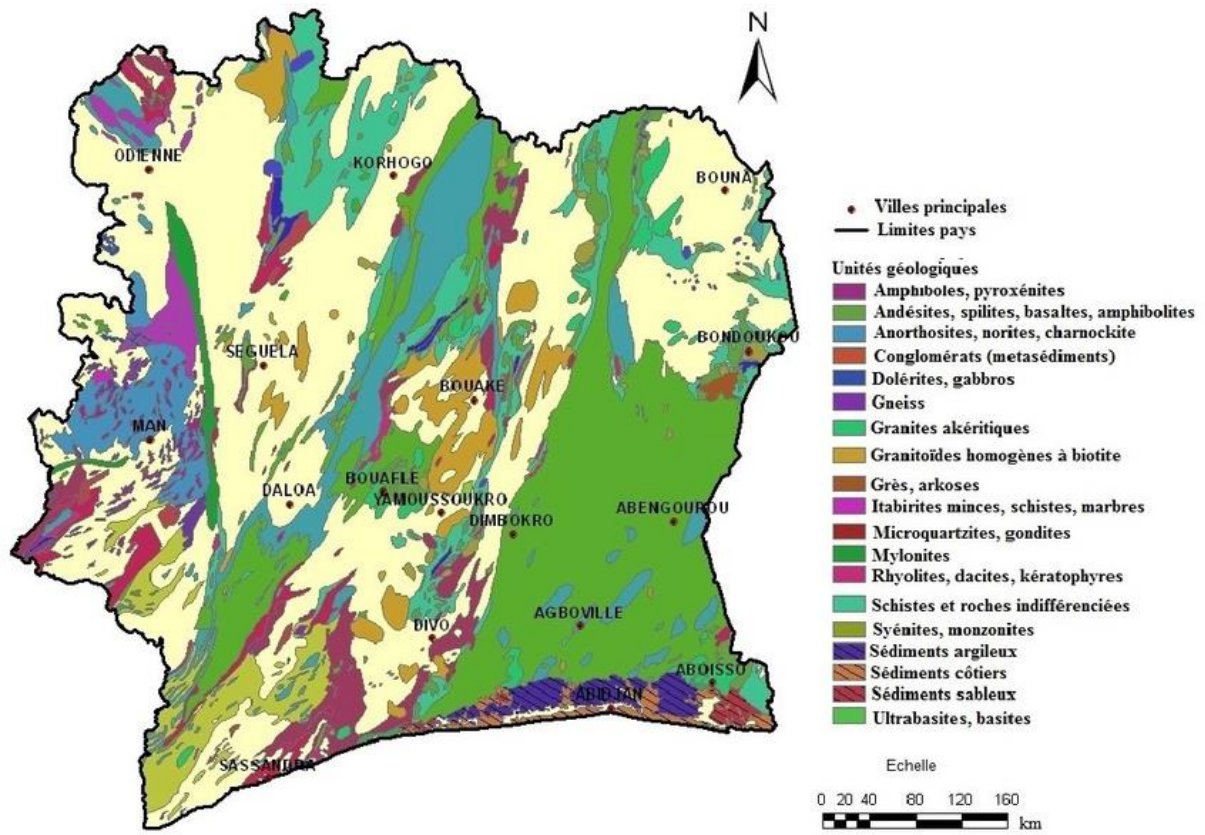 N
ODIENNE
KORHOGO
BOUNA
SEGUELA
BONDOUKOU
BOUAKE
MAN
BOUAFLE
DALOA
YAMOUSSOUKRO
DIMBOKRO
ABENGOUROU
AGBOVILLE
DIVO
ABOISSO
ABIDJAN
SASSANDRA
Villes principales
Limites pays
Unités géologiques
Amphiboles, pyroxénites
Andésites, spilites, basaltes, amphibolites
Anorthosites, norites, charnockite
Conglomérats (metasédiments)
Dolérites, gabbros
Gneiss
Granites akéritiques
Granitoïdes homogènes à biotite
Grès, arkoses
Itabirites minces, schistes, marbres
Microquartzites, gondites
Mylonites
Rhyolites, dacites, kératophyres
Schistes et roches indifférenciées
Syénites, monzonites
Sédiments argileux
Sédiments côtiers
Sédiments sableux
Ultrabasites, basites
Echelle
0 20 40 80 120 160
km